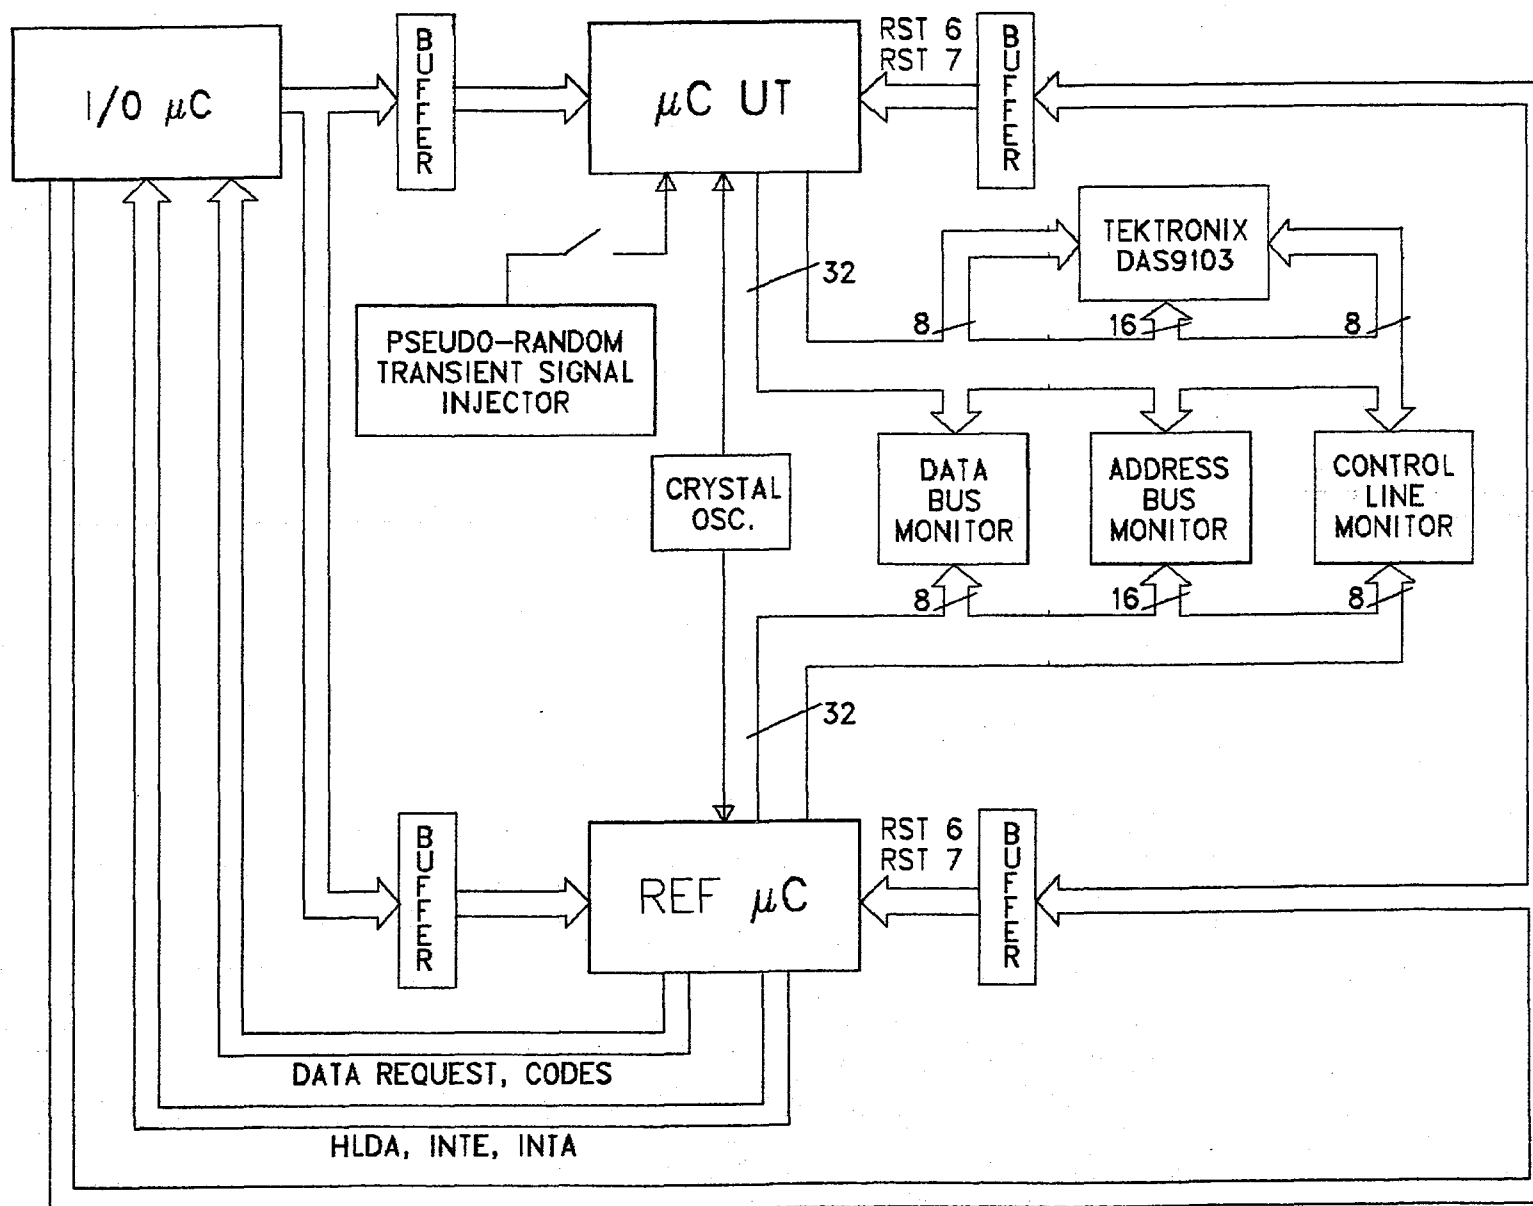 I/O µC
BUFFER
µC UT
RST 6
RST 7
BUFFER
TEKTRONIX
DAS9103
32
8
16
8
PSEUDO-RANDOM
TRANSIENT SIGNAL
INJECTOR
CRYSTAL
OSC.
DATA
BUS
MONITOR
ADDRESS
BUS
MONITOR
CONTROL
LINE
MONITOR
8
16
8
32
BUFFER
REF µC
RST 6
RST 7
BUFFER
DATA REQUEST, CODES
HLDA, INTE, INTA